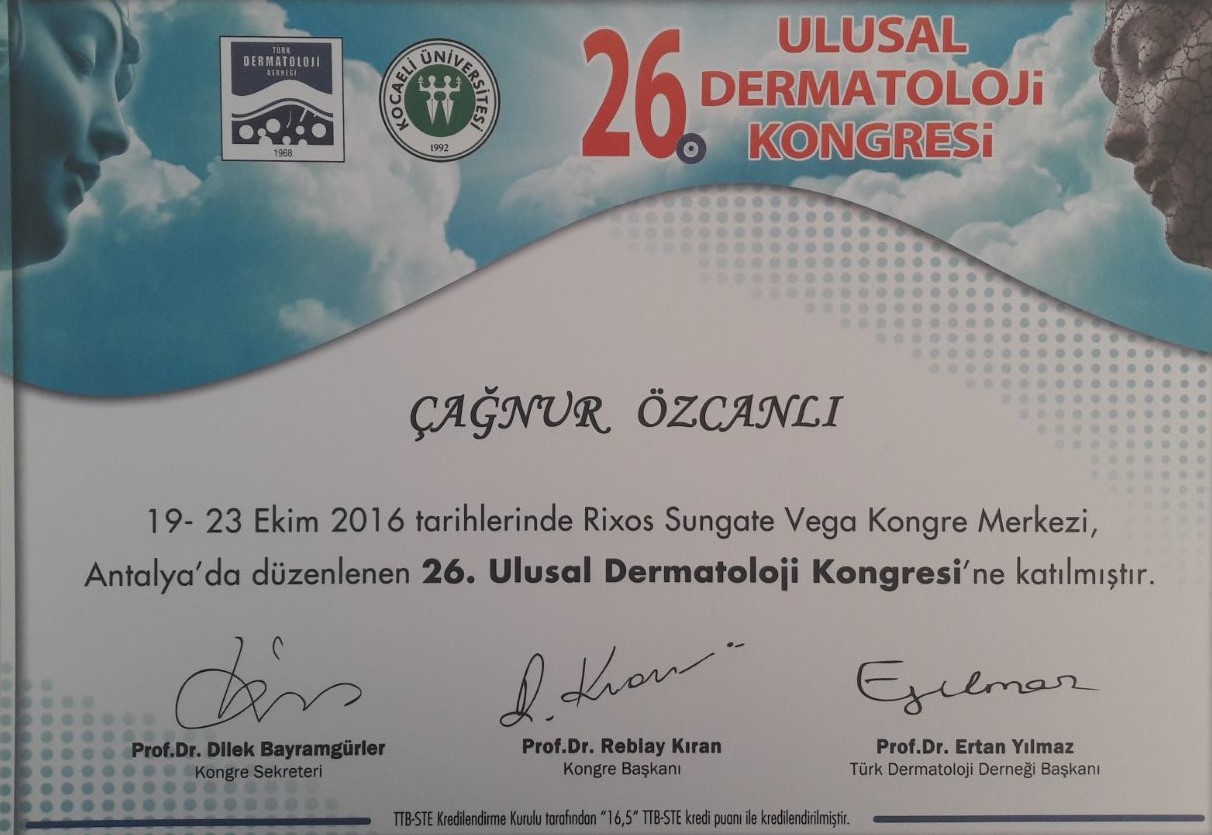 TÜRK
DERMATOLOJI
DERNEĞI
1968
KOCAELİ ÜNİVERSİTESİ
1992
26.
ULUSAL
DERMATOLOJi
KONGRESi
ÇAĞNUR ÖZCANLI
19- 23 Ekim 2016 tarihlerinde Rixos Sungate Vega Kongre Merkezi,
Antalya'da düzenlenen 26. Ulusal Dermatoloji Kongresi'ne katılmıştır.
Prof.Dr. Dilek Bayramgürler
Kongre Sekreteri
Prof.Dr. Rebiay Kıran
Kongre Başkanı
Prof.Dr. Ertan Yılmaz
Türk Dermatoloji Derneği Başkanı
TTB-STE Kredilendirme Kurulu tarafından "16,5" TTB-STE kredi puanı ile kredilendirilmiştir.